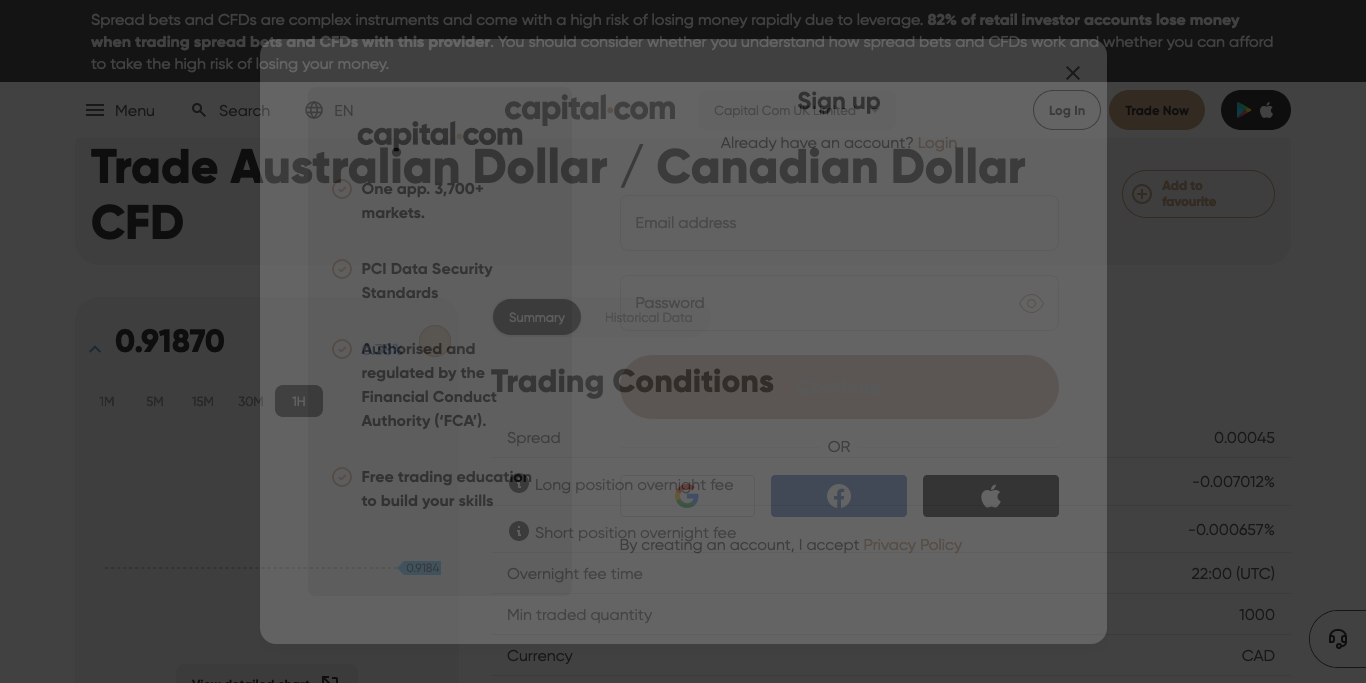 Spread bets and CFDs are complex instruments and come with a high risk of losing money rapidly due to leverage. 82% of retail investor accounts lose money
when trading spread bets and CFDs with this provider. You should consider whether you understand how spread bets and CFDs work and whether you can afford
to take the high risk of losing your money.
Menu
Search
EN
capital.com
Capital Com UK Limited
Log In
Trade Now
Trade Australian Dollar / Canadian Dollar
CFD
Add to
favourite
0.91870
1M 5M 15M 30M 1H
0.9184
View detailed chart
Summary
Historical Data
Trading Conditions
Spread 0.00045
Long position overnight fee -0.007012%
Short position overnight fee -0.000657%
Overnight fee time 22:00 (UTC)
Min traded quantity 1000
Currency CAD
capital.com
One app. 3,700+
markets.
PCI Data Security
Standards
Authorised and
regulated by the
Financial Conduct
Authority (‘FCA’).
Free trading education
to build your skills
Sign up
Already have an account? Login
Email address
Password
OR
By creating an account, I accept Privacy Policy